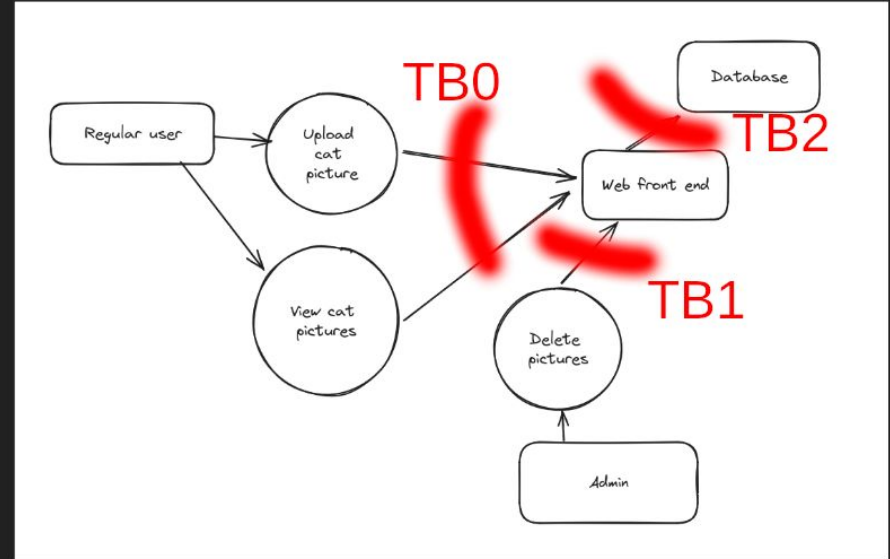 TB0
Database
Regular user
Upload
cat
picture
TB2
Web front end
View cat
pictures
TB1
Delete
pictures
Admin